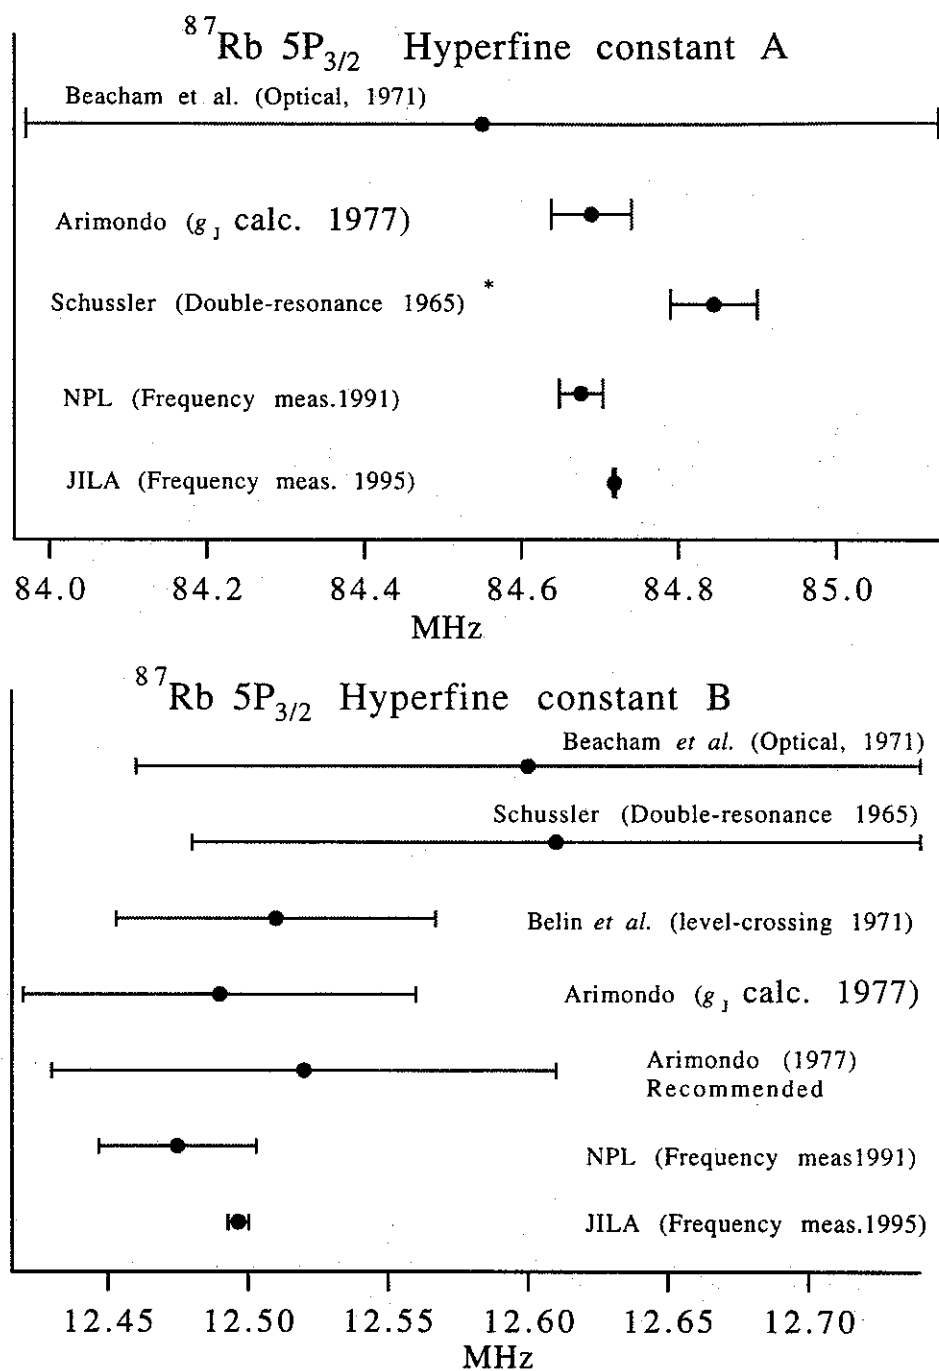 87Rb 5P3/2 Hyperfine constant A
Beacham et al. (Optical, 1971)
Arimondo (gJ calc. 1977)
Schussler (Double-resonance 1965) *
NPL (Frequency meas.1991)
JILA (Frequency meas. 1995)
84.0 84.2 84.4 84.6 84.8 85.0
MHz
87Rb 5P3/2 Hyperfine constant B
Beacham et al. (Optical, 1971)
Schussler (Double-resonance 1965)
Belin et al. (level-crossing 1971)
Arimondo (gJ calc. 1977)
Arimondo (1977)
Recommended
NPL (Frequency meas1991)
JILA (Frequency meas.1995)
12.45 12.50 12.55 12.60 12.65 12.70
MHz